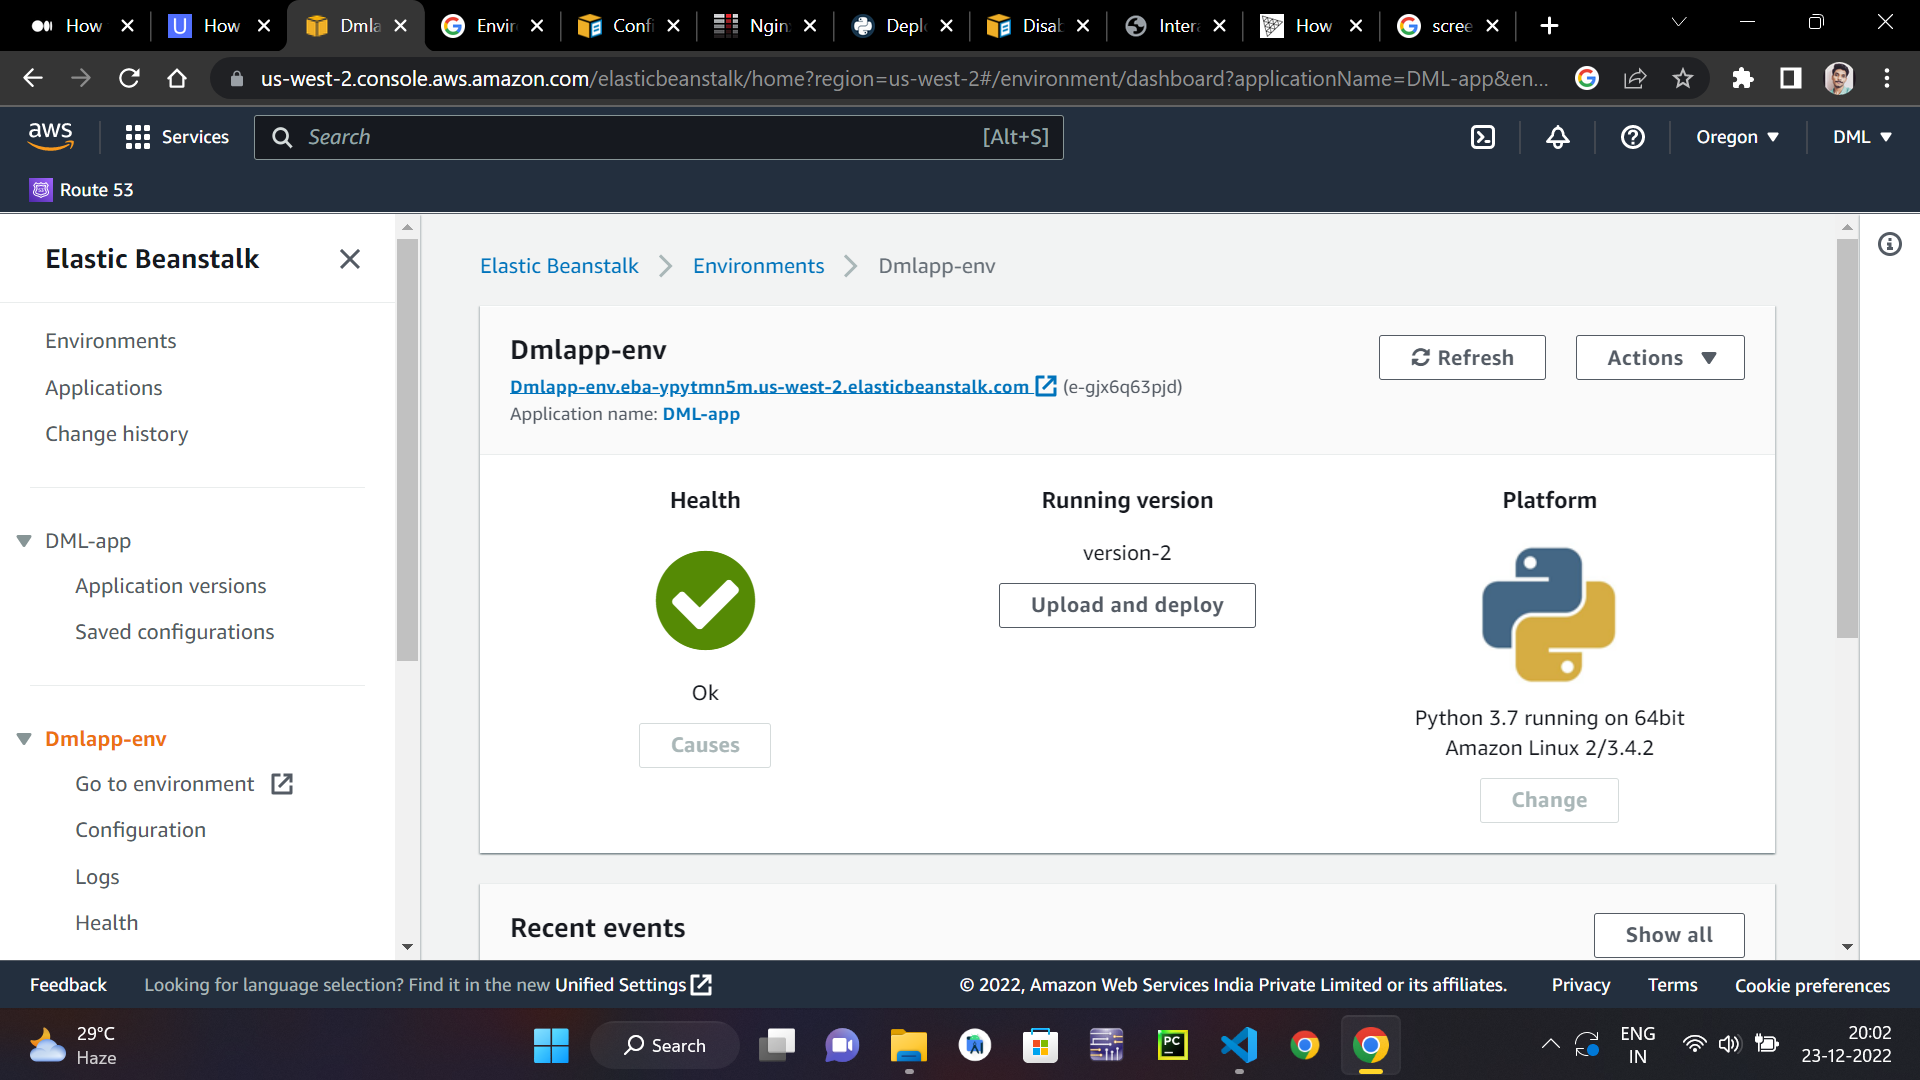 How
How
Dmla
Envir
Confi
Ngin
Deplo
Disab
Intera
How
scree
us-west-2.console.aws.amazon.com/elasticbeanstalk/home?region=us-west-2#/environment/dashboard?applicationName=DML-app&en...
aws
Services
Search
[Alt+S]
Oregon
DML
Route 53
Elastic Beanstalk
Environments
Applications
Change history
DML-app
Application versions
Saved configurations
Dmlapp-env
Go to environment
Configuration
Logs
Health
Elastic Beanstalk
Environments
Dmlapp-env
Dmlapp-env
Refresh
Actions
Dmlapp-env.eba-ypytmn5m.us-west-2.elasticbeanstalk.com (e-gjx6q63pjd)
Application name: DML-app
Health
Ok
Causes
Running version
version-2
Upload and deploy
Platform
Python 3.7 running on 64bit
Amazon Linux 2/3.4.2
Change
Recent events
Show all
Feedback
Looking for language selection? Find it in the new Unified Settings
© 2022, Amazon Web Services India Private Limited or its affiliates.
Privacy
Terms
Cookie preferences
29°C
Haze
Search
PC
ENG
IN
20:02
23-12-2022